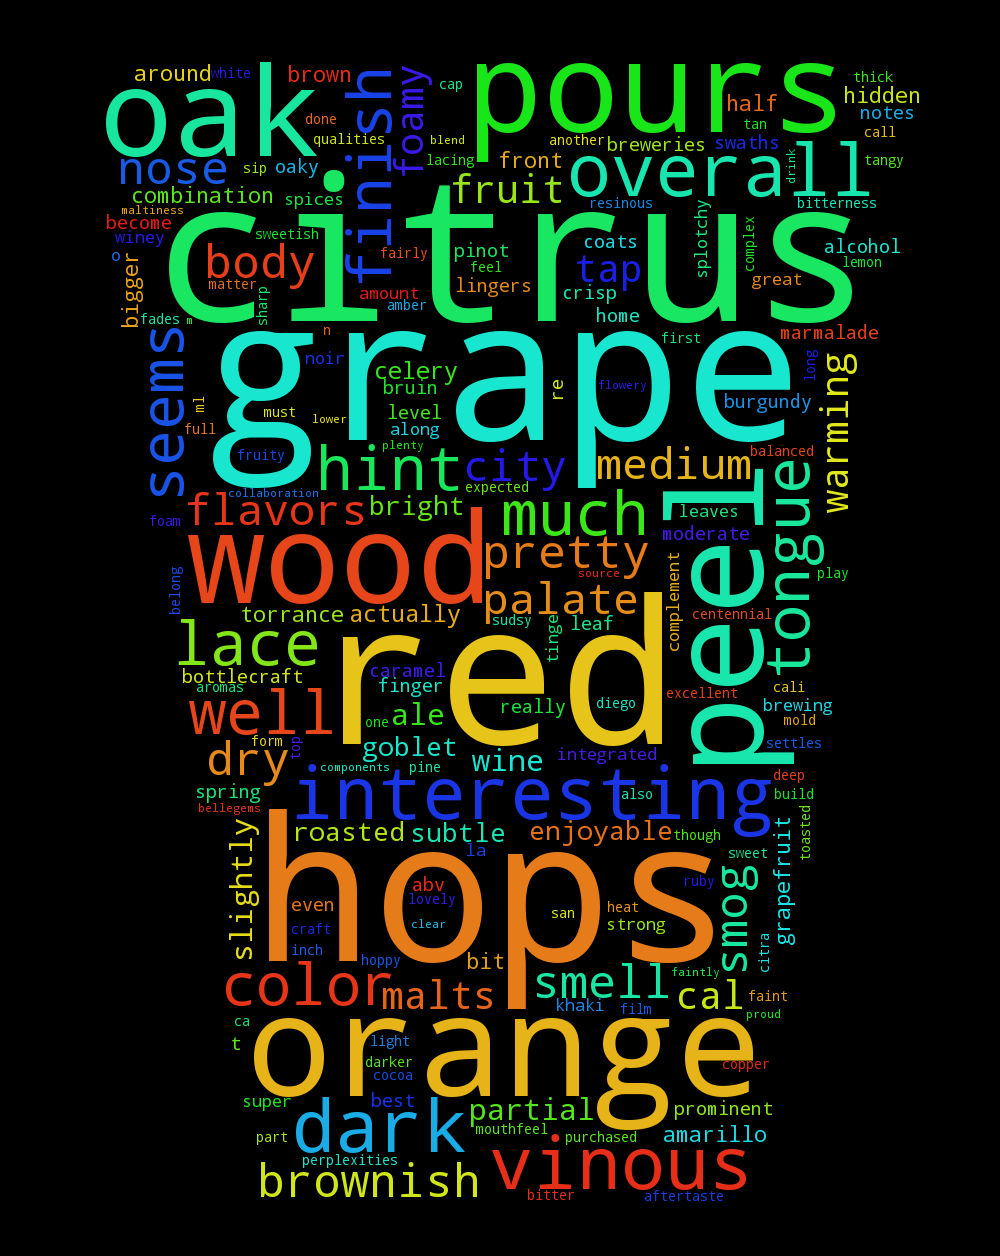 oak
pours
citrus
grape
wood
red
peel
hops
orange
overall
interesting
vinous
dark
brownish
color
smell
malts
cal
partial
smog
tongue
finish
foamy
nose
around
white
brown
cap
done
qualities
blend
lacing
sip
oaky
combination
spices
maltiness
become
winey
o
sweetish
body
matter
bigger
fades
m
sharp
n
amount
amber
fairly
fruit
front
another
breweries
half
tan
swaths
thick
hidden
notes
call
tangy
drink
bitterness
resinous
splotchy
complex
alcohol
lemon
great
pinot
feel
lingers
coats
tap
crisp
home
first
marmalade
long
warming
burgundy
balanced
seems
noir
celery
bruin
level
along
plenty
must
lower
ml
full
fruity
re
flowery
hint
city
medium
expected
collaboration
foam
flavors
bright
much
leaves
moderate
pretty
source
palate
complement
centennial
play
belong
torrance
actually
sudsy
tinge
leaf
lace
bottlecraft
aromas
caramel
finger
well
one
ale
really
diego
excellent
cali
brewing
mold
settles
form
top
dry
goblet
wine
integrated
components
pine
spring
bellegems
also
deep
build
toasted
roasted
subtle
enjoyable
though
la
sweet
slightly
abv
lovely
even
craft
clear
inch
hoppy
bit
san
heat
strong
ruby
grapefruit
citra
faintly
khaki
film
faint
proud
ca
t
light
darker
cocoa
copper
super
best
prominent
mouthfeel
purchased
amarillo
part
perplexities
bitter
aftertaste